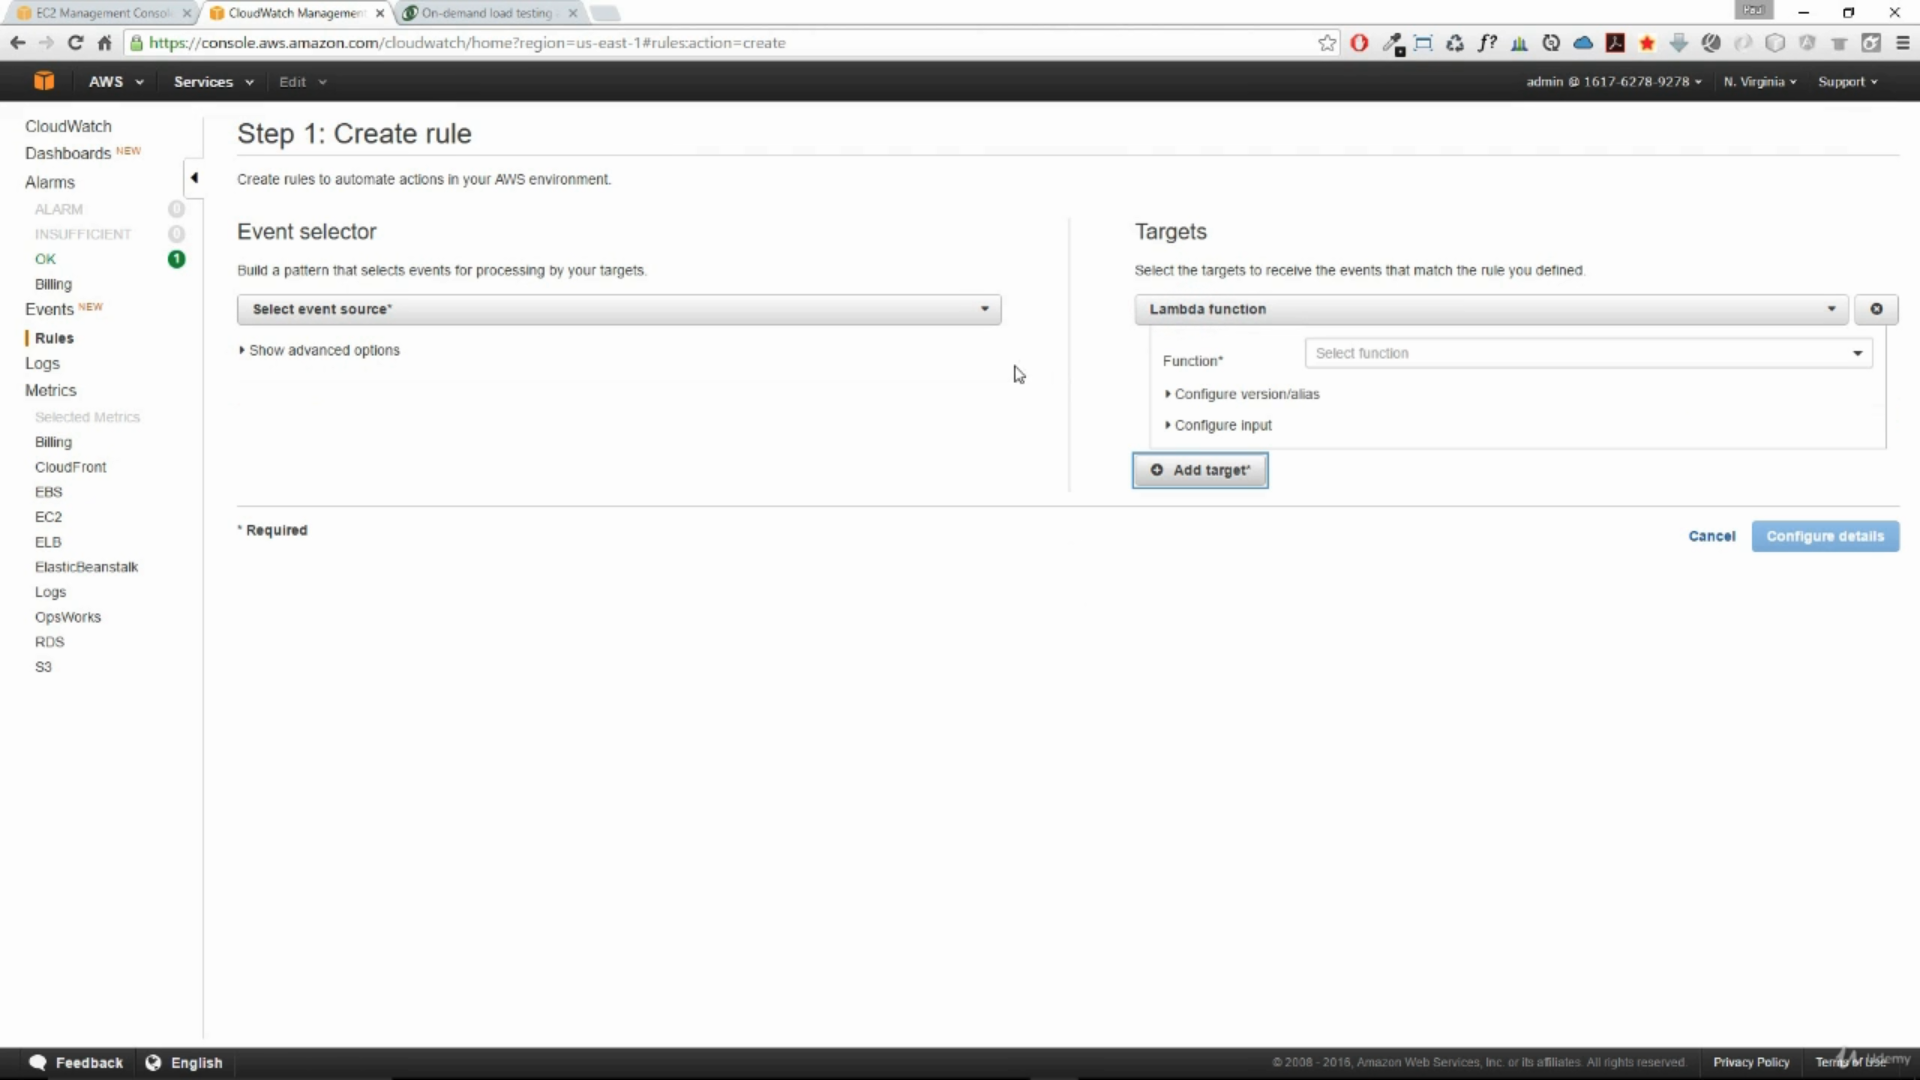 EC2 Management Consol
CloudWatch Management
On-demand load testing
Paul
https://console.aws.amazon.com/cloudwatch/home?region=us-east-1#rules:action=create
f?
AWS
Services
Edit
admin @ 1617-6278-9278
N. Virginia
Support
CloudWatch
Dashboards NEW
Alarms
ALARM 0
INSUFFICIENT 0
OK 1
Billing
Events NEW
Rules
Logs
Metrics
Selected Metrics
Billing
CloudFront
EBS
EC2
ELB
ElasticBeanstalk
Logs
OpsWorks
RDS
S3
Step 1: Create rule
Create rules to automate actions in your AWS environment.
Event selector
Build a pattern that selects events for processing by your targets.
Select event source*
Show advanced options
Targets
Select the targets to receive the events that match the rule you defined.
Lambda function
Function*
Select function
Configure version/alias
Configure input
Add target*
* Required
Cancel
Configure details
Feedback
English
© 2008 - 2016, Amazon Web Services, Inc. or its affiliates. All rights reserved.
Privacy Policy
Terms of Use
Udemy